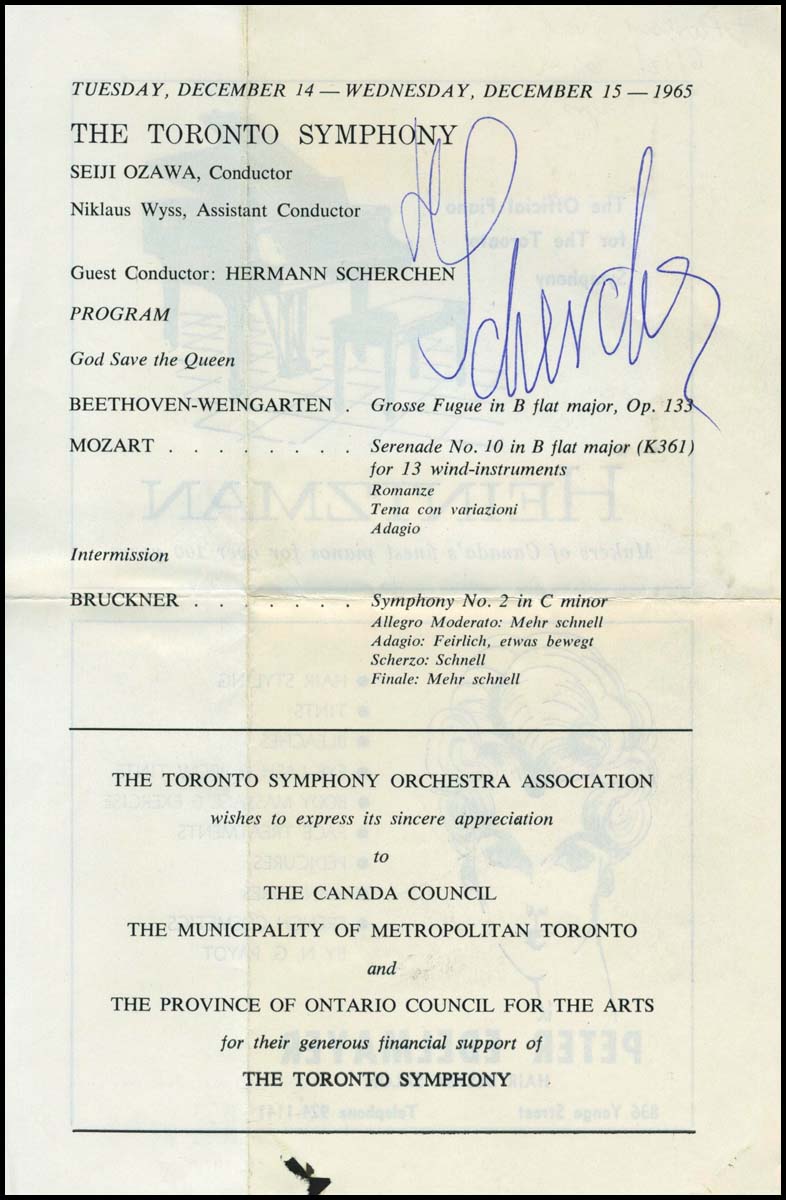 TUESDAY, DECEMBER 14 — WEDNESDAY, DECEMBER 15 — 1965
THE TORONTO SYMPHONY
SEIJI OZAWA, Conductor
Niklaus Wyss, Assistant Conductor
Guest Conductor: HERMANN SCHERCHEN
H Scherchen
PROGRAM
God Save the Queen
BEETHOVEN-WEINGARTEN . Grosse Fugue in B flat major, Op. 133
MOZART . . . . . . . . Serenade No. 10 in B flat major (K361)
for 13 wind-instruments
Romanze
Tema con variazioni
Adagio
Intermission
BRUCKNER . . . . . . . Symphony No. 2 in C minor
Allegro Moderato: Mehr schnell
Adagio: Feirlich, etwas bewegt
Scherzo: Schnell
Finale: Mehr schnell
THE TORONTO SYMPHONY ORCHESTRA ASSOCIATION
wishes to express its sincere appreciation
to
THE CANADA COUNCIL
THE MUNICIPALITY OF METROPOLITAN TORONTO
and
THE PROVINCE OF ONTARIO COUNCIL FOR THE ARTS
for their generous financial support of
THE TORONTO SYMPHONY